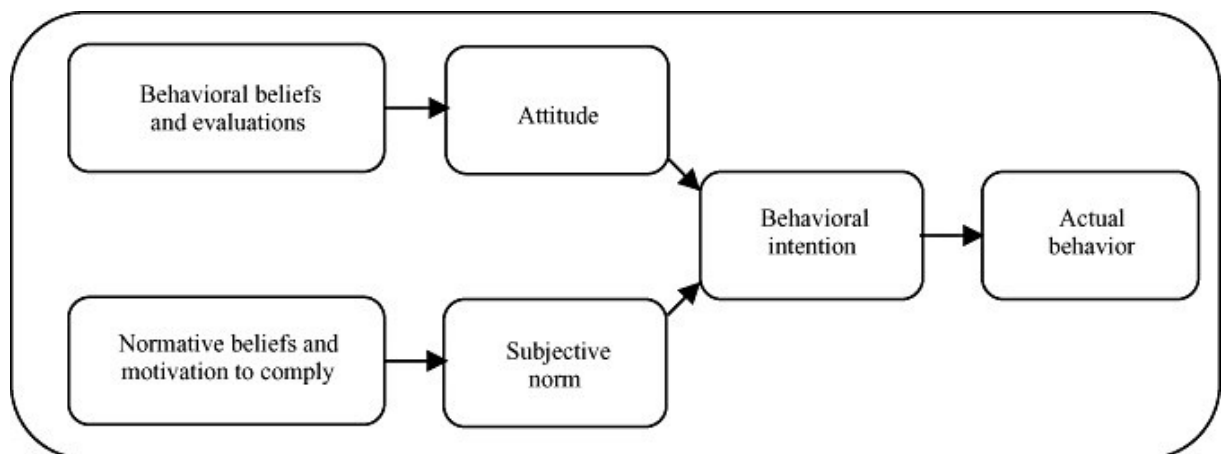 Behavioral beliefs
and evaluations
Attitude
Behavioral
intention
Actual
behavior
Normative beliefs and
motivation to comply
Subjective
norm